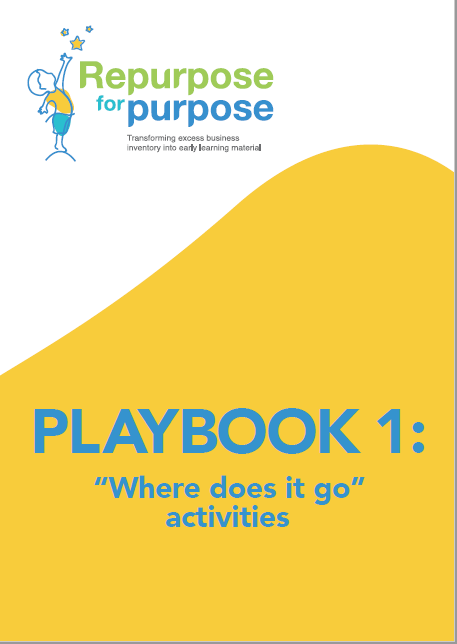 Repurpose
for purpose
Transforming excess business
inventory into early learning material
PLAYBOOK 1:
“Where does it go”
activities